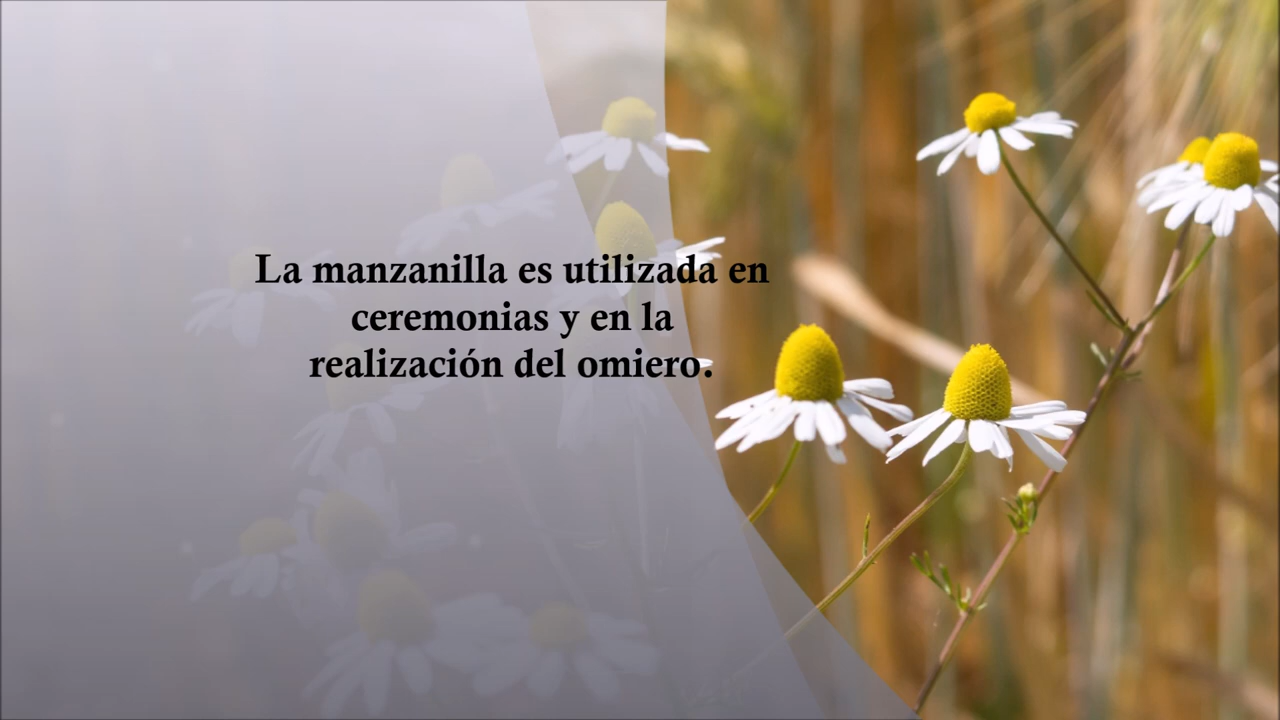 La manzanilla es utilizada en
ceremonias y en la
realización del omiero.